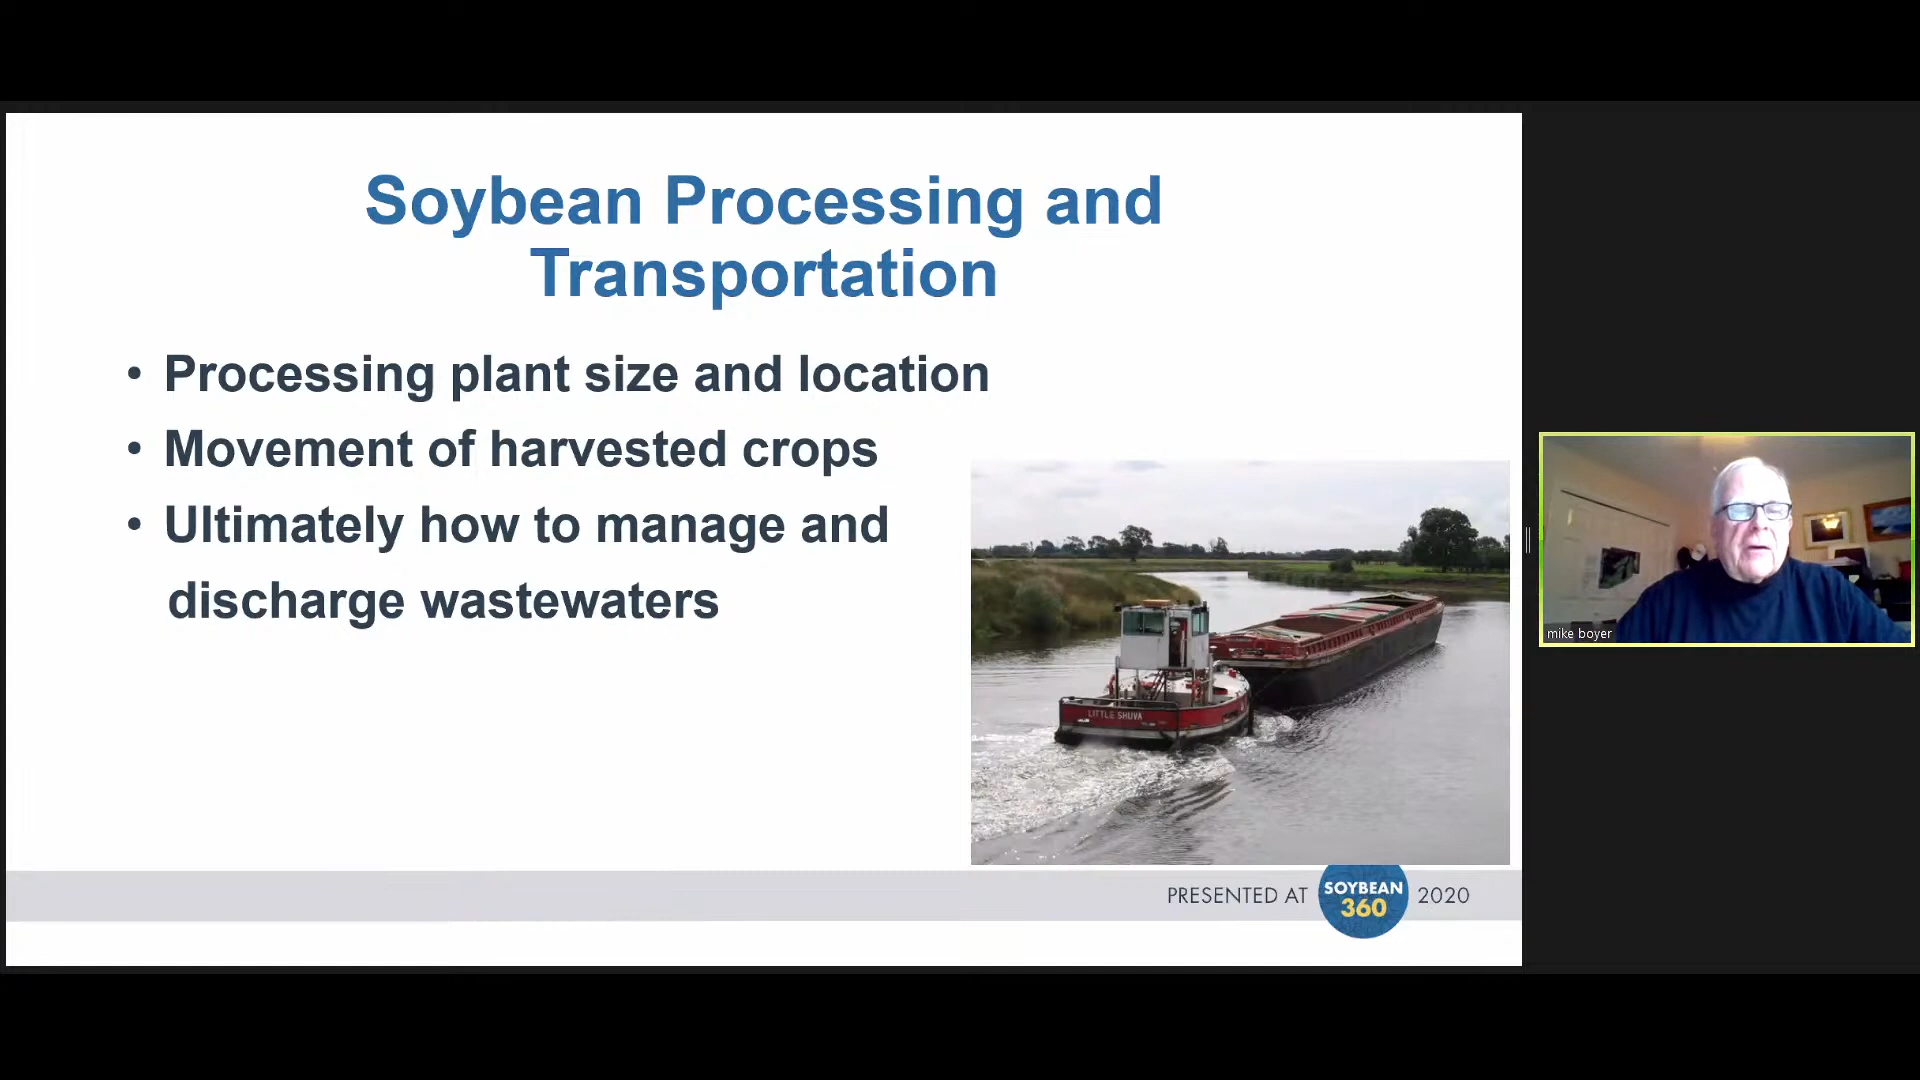 Soybean Processing and
Transportation
• Processing plant size and location
• Movement of harvested crops
• Ultimately how to manage and
discharge wastewaters
LITTLE SHUVA
PRESENTED AT SOYBEAN 360 2020
mike boyer